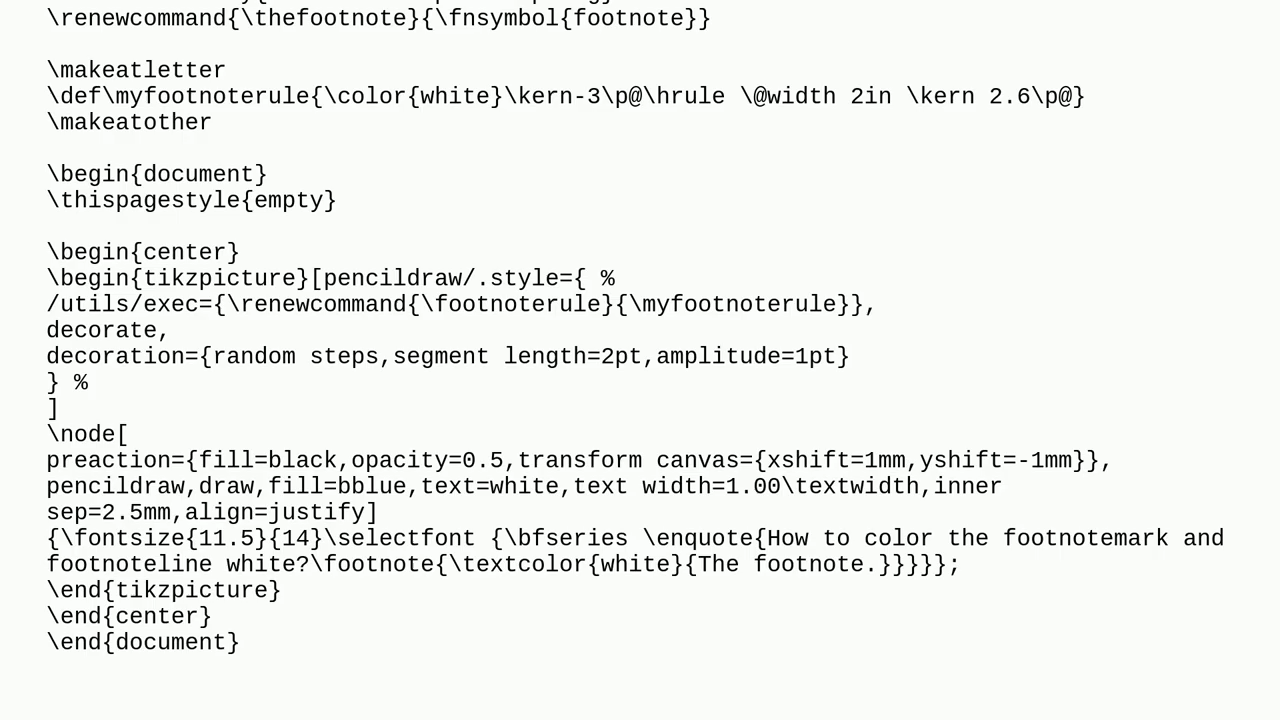 \renewcommand{\thefootnote}{\fnsymbol{footnote}}
\makeatletter
\def\myfootnoterule{\color{white}\kern-3\p@\hrule \@width 2in \kern 2.6\p@}
\makeatother
\begin{document}
\thispagestyle{empty}
\begin{center}
\begin{tikzpicture}[pencildraw/.style={ %
/utils/exec={\renewcommand{\footnoterule}{\myfootnoterule}},
decorate,
decoration={random steps,segment length=2pt,amplitude=1pt}
} %
]
\node[
preaction={fill=black,opacity=0.5,transform canvas={xshift=1mm,yshift=-1mm}},
pencildraw,draw,fill=bblue,text=white,text width=1.00\textwidth,inner
sep=2.5mm,align=justify]
{\fontsize{11.5}{14}\selectfont {\bfseries \enquote{How to color the footnotemark and
footnoteline white?\footnote{\textcolor{white}{The footnote.}}}}};
\end{tikzpicture}
\end{center}
\end{document}